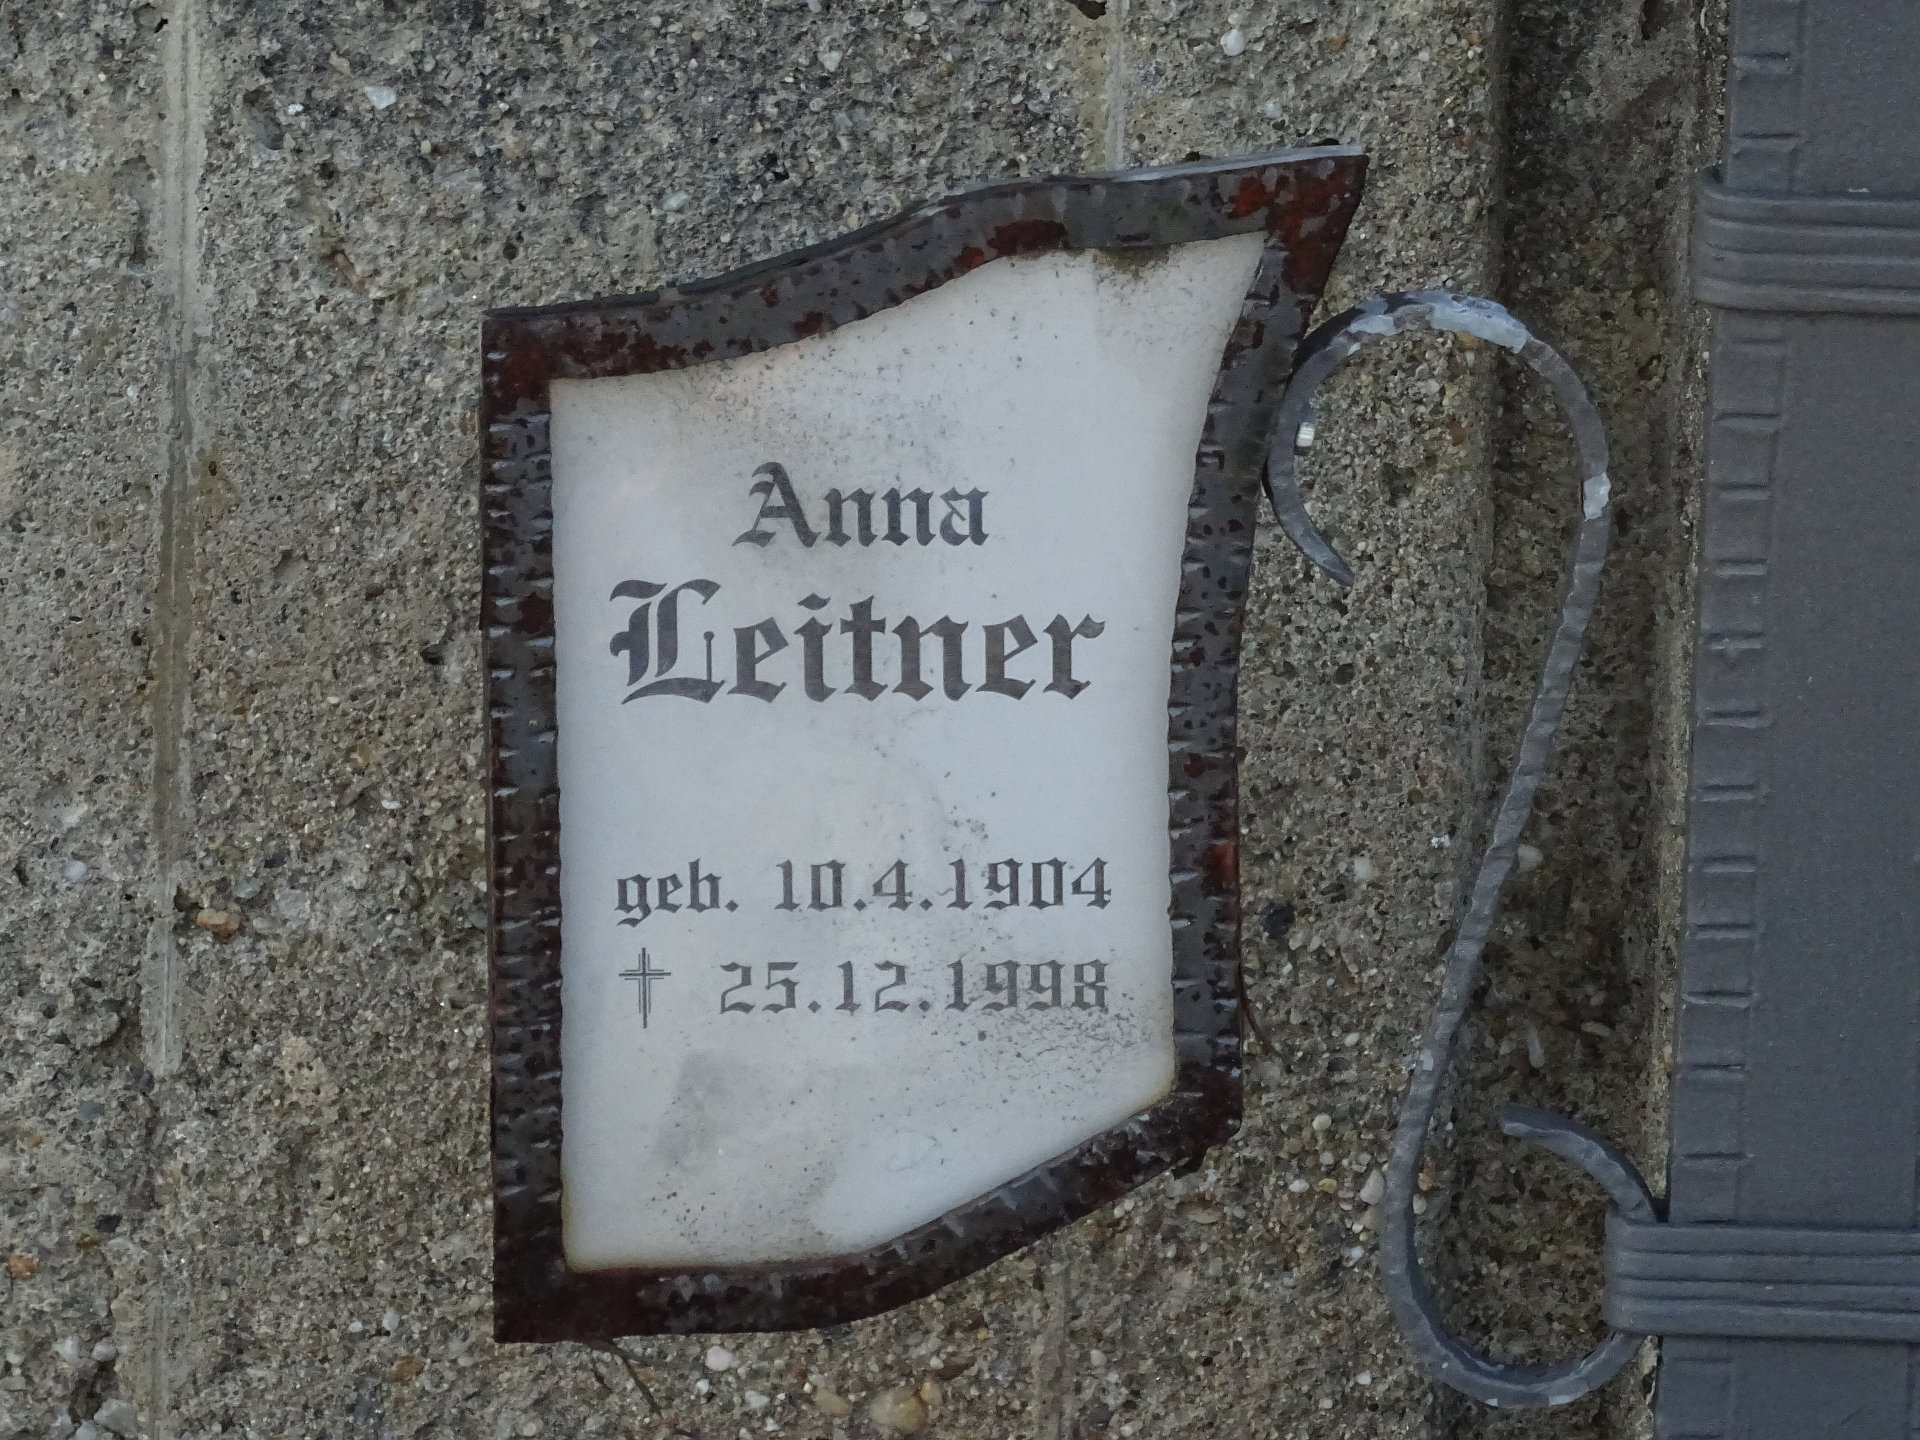 Anna
Leitner
geb. 10.4.1904
† 25.12.1998